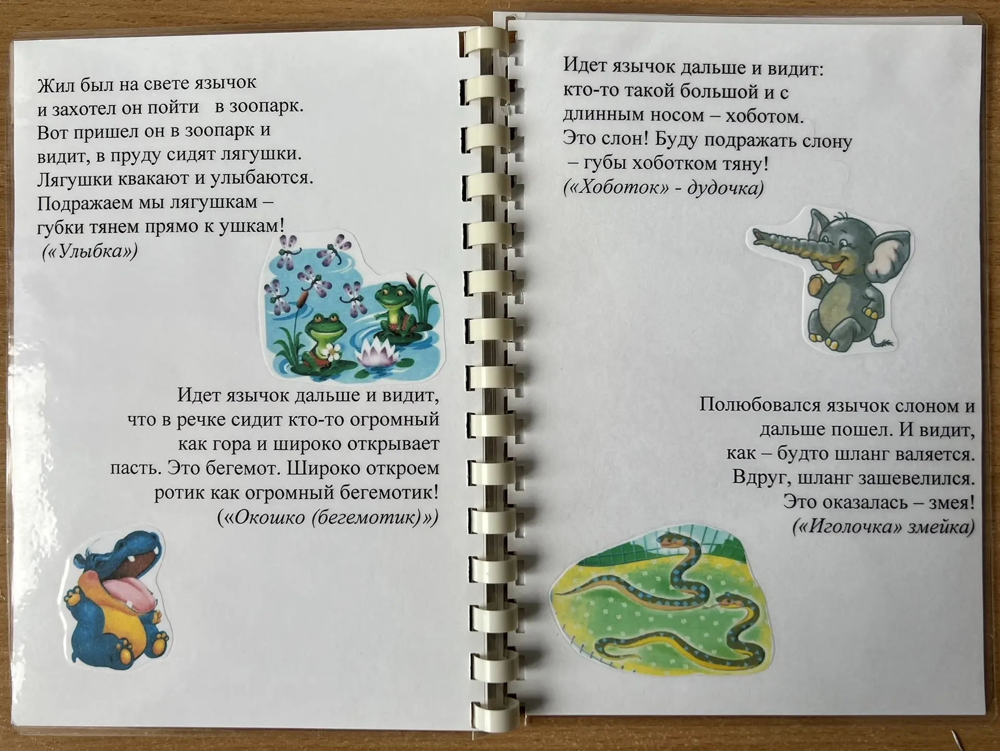 Жил был на свете язычок
и захотел он пойти   в зоопарк.
Вот пришел он в зоопарк и
видит, в пруду сидят лягушки.
Лягушки квакают и улыбаются.
Подражаем мы лягушкам –
губки тянем прямо к ушкам!
(«Улыбка»)
Идет язычок дальше и видит,
что в речке сидит кто-то огромный
как гора и широко открывает
пасть. Это бегемот. Широко откроем
ротик как огромный бегемотик!
(«Окошко (бегемотик)»)
Идет язычок дальше и видит:
кто-то такой большой и с
длинным носом – хоботом.
Это слон! Буду подражать слону
– губы хоботком тяну!
(«Хоботок» - дудочка)
Полюбовался язычок слоном и
дальше пошел. И видит,
как – будто шланг валяется.
Вдруг, шланг зашевелился.
Это оказалась – змея!
(«Иголочка» змейка)